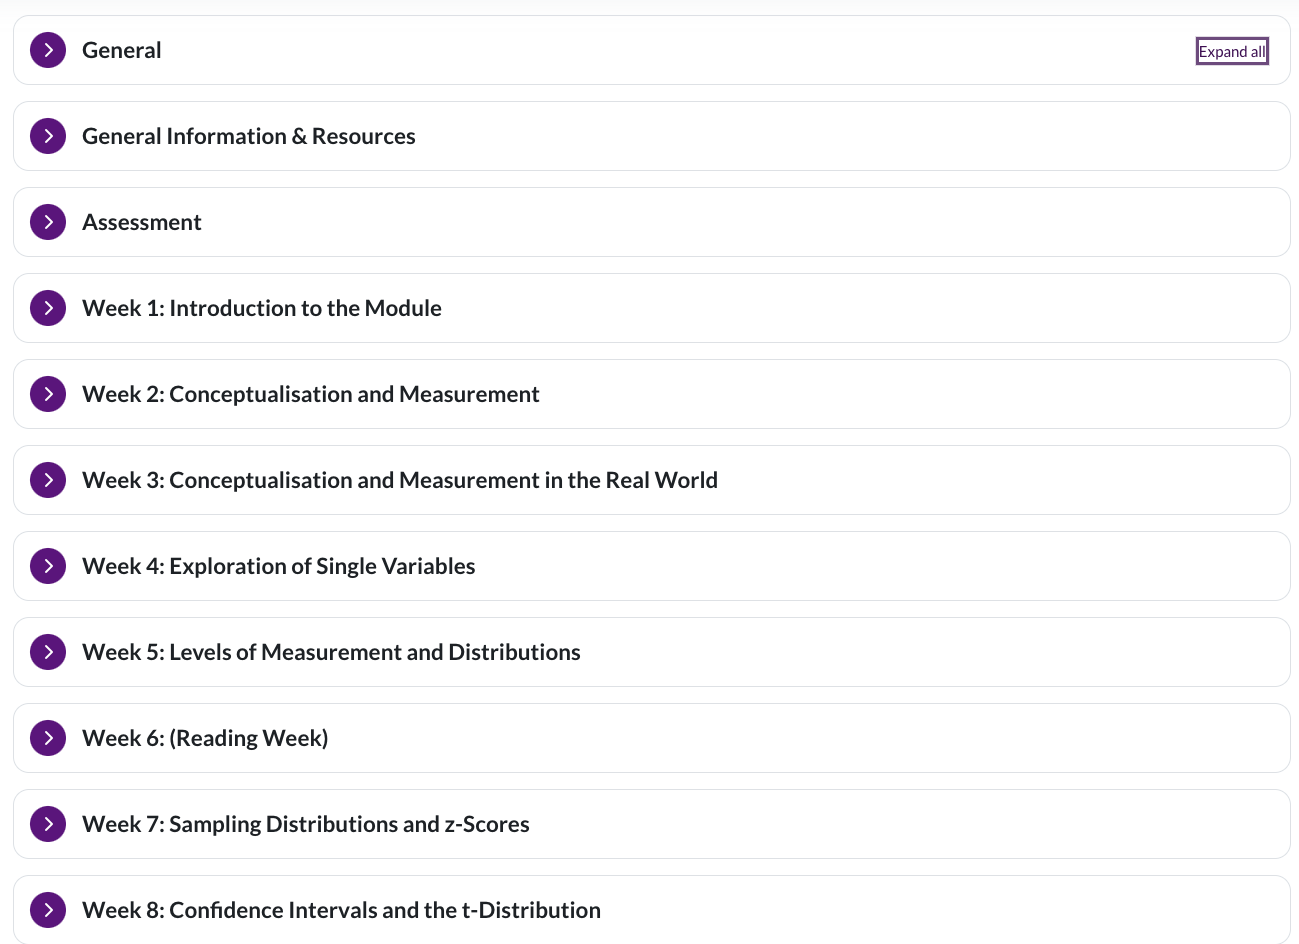 General
Expand all
General Information & Resources
Assessment
Week 1: Introduction to the Module
Week 2: Conceptualisation and Measurement
Week 3: Conceptualisation and Measurement in the Real World
Week 4: Exploration of Single Variables
Week 5: Levels of Measurement and Distributions
Week 6: (Reading Week)
Week 7: Sampling Distributions and z-Scores
Week 8: Confidence Intervals and the t-Distribution